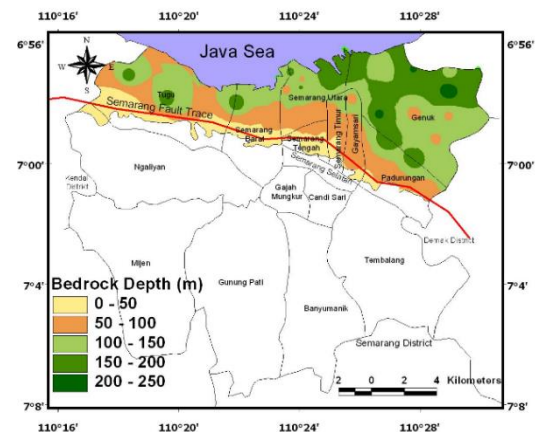 110°16' 110°20' 110°24' 110°28'
6°56'
7°00'
7°4'
7°8'
6°56'
7°00'
7°4'
7°8'
N
W E
S
Java Sea
Tugu
Semarang Utara
Genuk
Semarang Fault Trace
Semarang Barat
Semarang Tengah
Semarang Timur
Gayamsari
Semarang Selatan
Padurungan
Kendal District
Ngaliyan
Gajah Mungkur
Candi Sari
Demak District
Mijen
Gunung Pati
Tembalang
Banyumanik
Semarang District
Bedrock Depth (m)
0 - 50
50 - 100
100 - 150
150 - 200
200 - 250
2 0 2 4 Kilometers
110°16' 110°20' 110°24' 110°28'